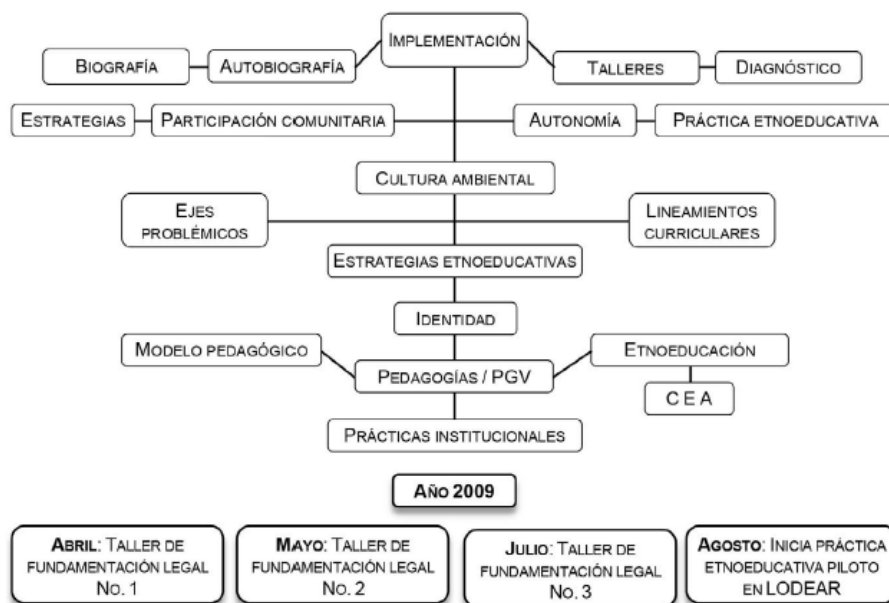 IMPLEMENTACIÓN
BIOGRAFÍA
AUTOBIOGRAFÍA
TALLERES
DIAGNÓSTICO
ESTRATEGIAS
PARTICIPACIÓN COMUNITARIA
AUTONOMÍA
PRÁCTICA ETNOEDUCATIVA
CULTURA AMBIENTAL
EJES
PROBLÉMICOS
LINEAMIENTOS
CURRICULARES
ESTRATEGIAS ETNOEDUCATIVAS
IDENTIDAD
MODELO PEDAGÓGICO
ETNOEDUCACIÓN
PEDAGOGÍAS / PGV
C E A
PRÁCTICAS INSTITUCIONALES
AÑO 2009
ABRIL: TALLER DE
FUNDAMENTACIÓN LEGAL
NO. 1
MAYO: TALLER DE
FUNDAMENTACIÓN LEGAL
NO. 2
JULIO: TALLER DE
FUNDAMENTACIÓN LEGAL
NO. 3
AGOSTO: INICIA PRÁCTICA
ETNOEDUCATIVA PILOTO
EN LODEAR